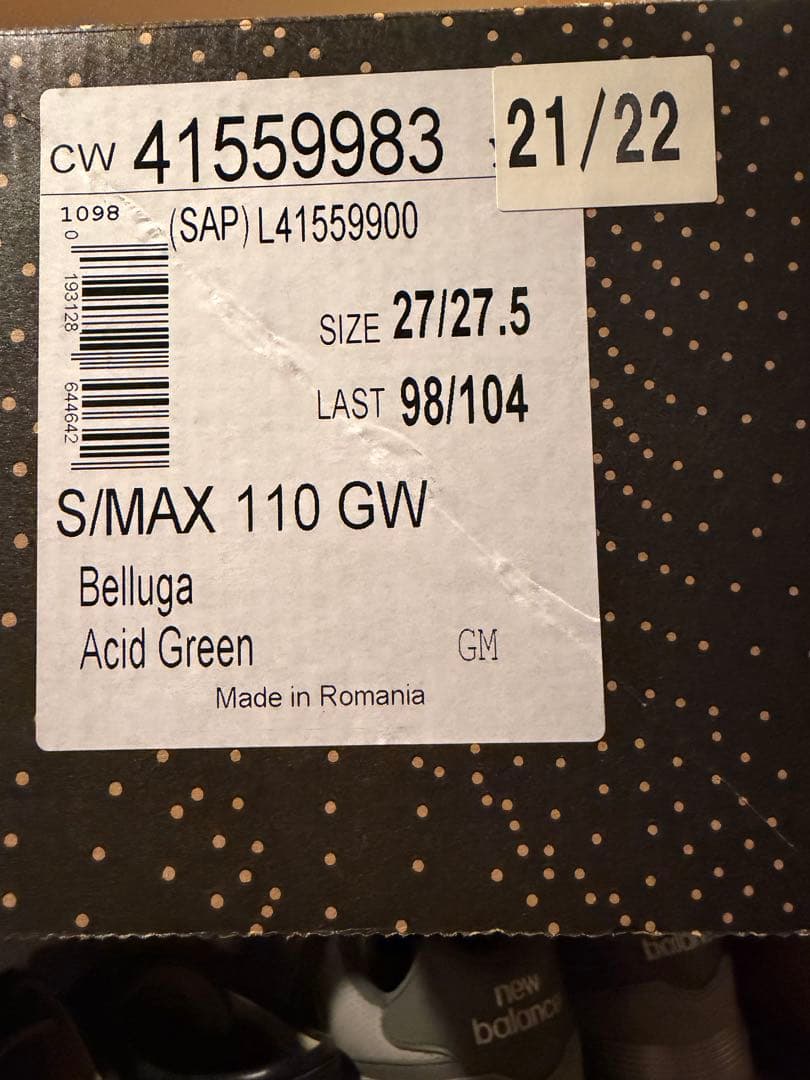 CW 41559983
21/22
1098
(SAP) L41559900
0
193128
644642
SIZE 27/27.5
LAST 98/104
S/MAX 110 GW
Belluga
Acid Green
GM
Made in Romania
new
balance